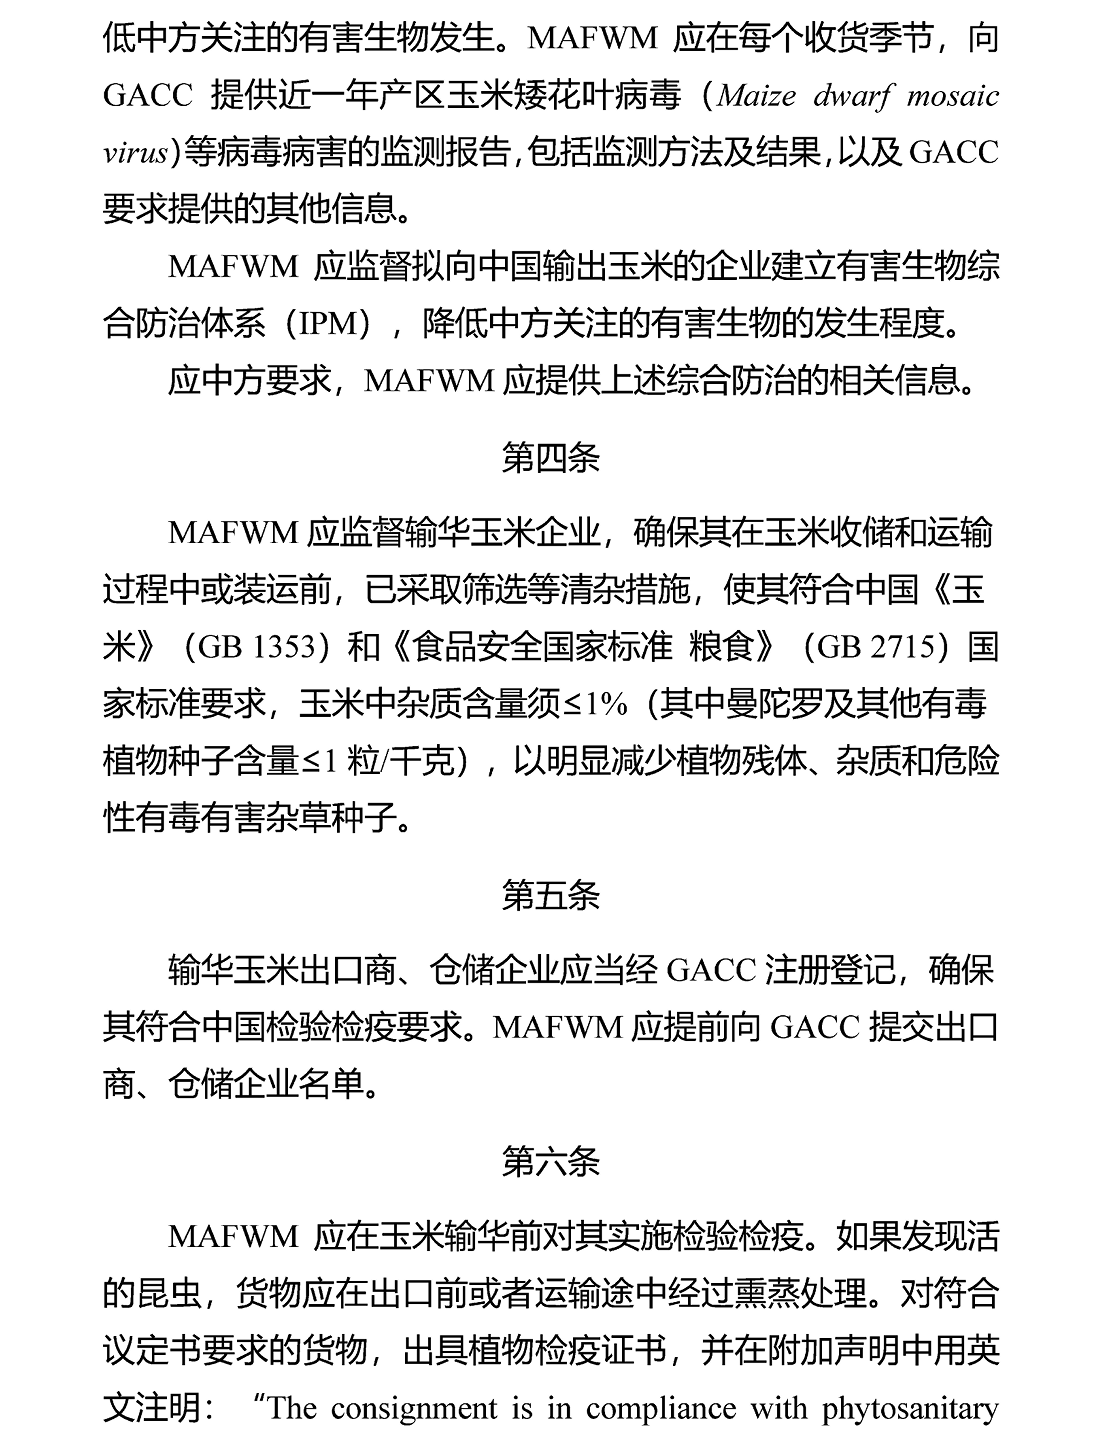 低中方关注的有害生物发生。MAFWM 应在每个收货季节，向
GACC 提供近一年产区玉米矮花叶病毒（Maize dwarf mosaic
virus)等病毒病害的监测报告,包括监测方法及结果,以及 GACC
要求提供的其他信息。
MAFWM 应监督拟向中国输出玉米的企业建立有害生物综
合防治体系（IPM），降低中方关注的有害生物的发生程度。
应中方要求，MAFWM 应提供上述综合防治的相关信息。
第四条
MAFWM 应监督输华玉米企业，确保其在玉米收储和运输
过程中或装运前，已采取筛选等清杂措施，使其符合中国《玉
米》（GB 1353）和《食品安全国家标准 粮食》（GB 2715）国
家标准要求，玉米中杂质含量须≤1%（其中曼陀罗及其他有毒
植物种子含量≤1 粒/千克），以明显减少植物残体、杂质和危险
性有毒有害杂草种子。
第五条
输华玉米出口商、仓储企业应当经 GACC 注册登记，确保
其符合中国检验检疫要求。MAFWM 应提前向 GACC 提交出口
商、仓储企业名单。
第六条
MAFWM 应在玉米输华前对其实施检验检疫。如果发现活
的昆虫，货物应在出口前或者运输途中经过熏蒸处理。对符合
议定书要求的货物，出具植物检疫证书，并在附加声明中用英
文注明：“The consignment is in compliance with phytosanitary